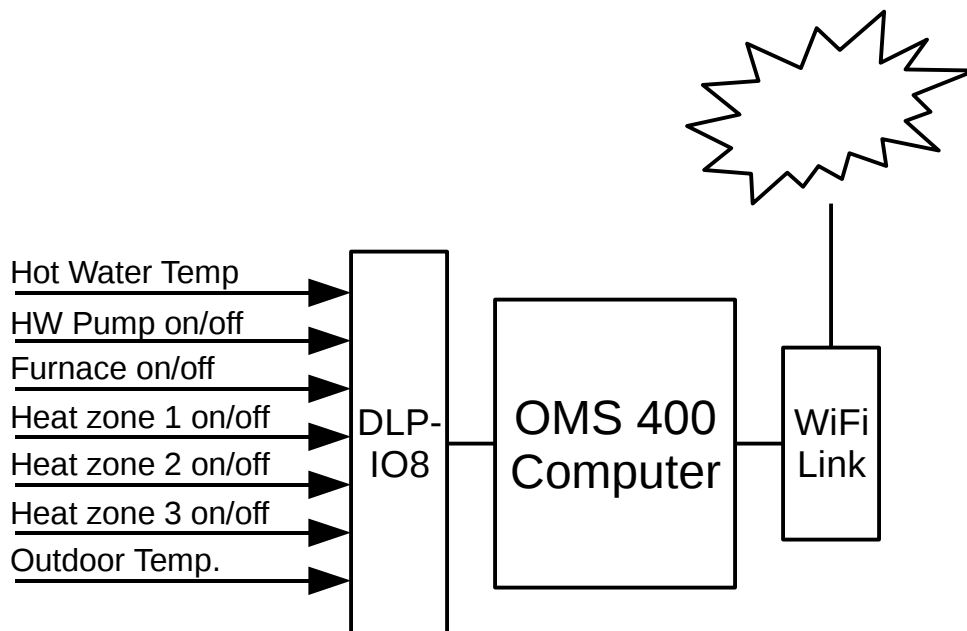 Hot Water Temp
HW Pump on/off
Furnace on/off
Heat zone 1 on/off
Heat zone 2 on/off
Heat zone 3 on/off
Outdoor Temp.
DLP-
IO8
OMS 400
Computer
WiFi
Link